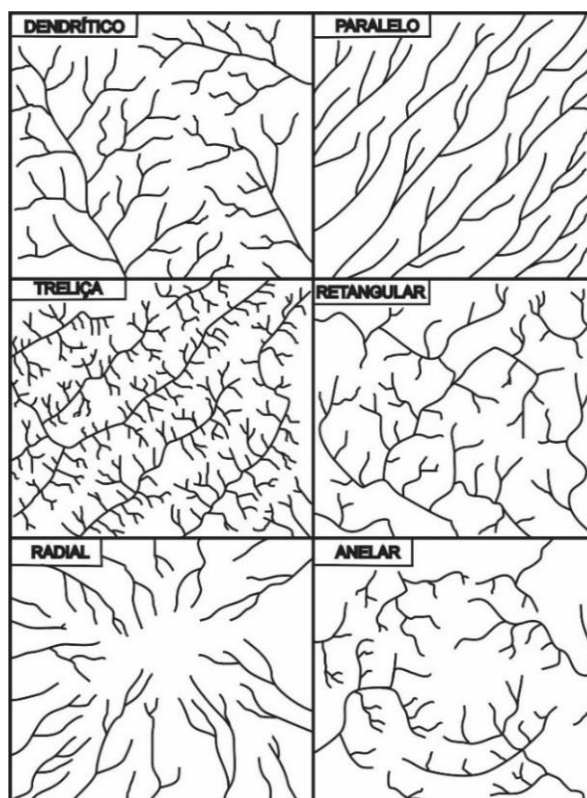 DENDRÍTICO
PARALELO
TRELIÇA
RETANGULAR
RADIAL
ANELAR